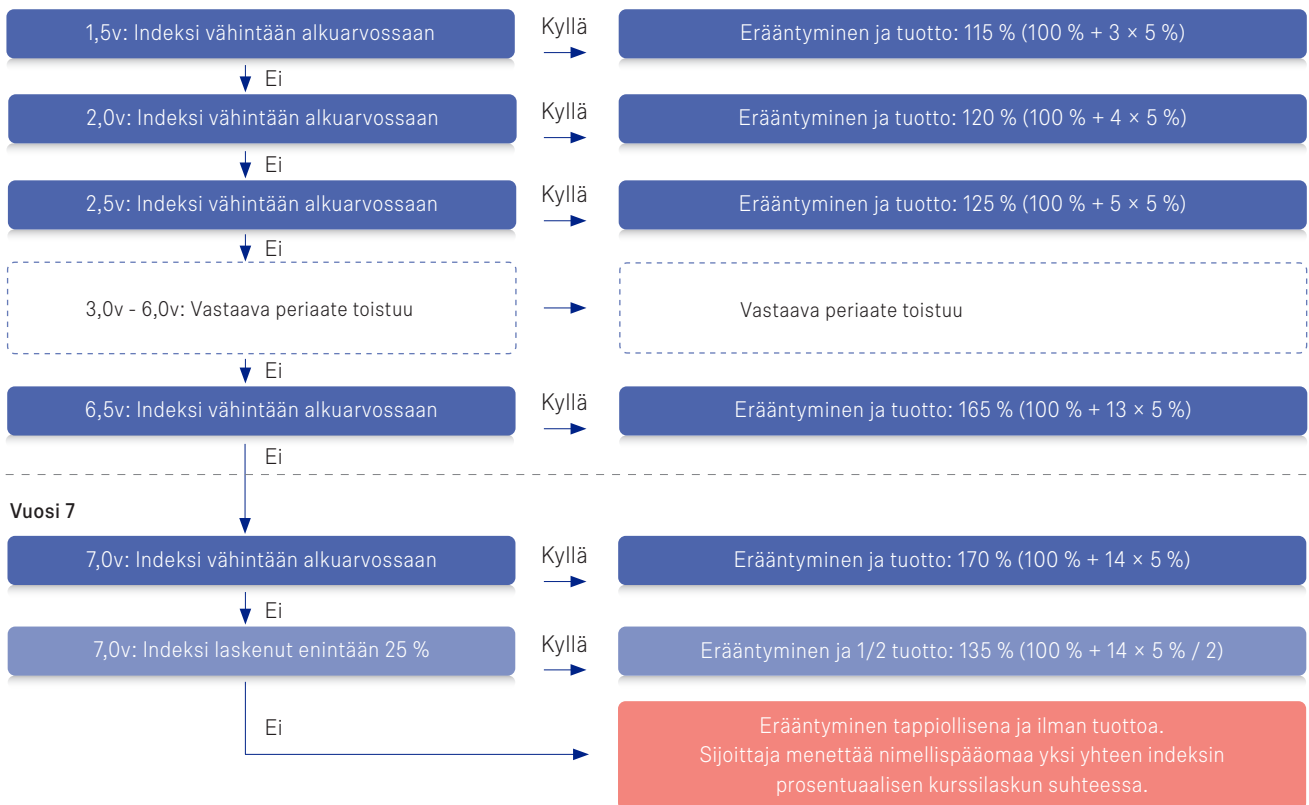 1,5v: Indeksi vähintään alkuarvossaan
Kyllä
Erääntyminen ja tuotto: 115 % (100 % + 3 × 5 %)
Ei
2,0v: Indeksi vähintään alkuarvossaan
Kyllä
Erääntyminen ja tuotto: 120 % (100 % + 4 × 5 %)
Ei
2,5v: Indeksi vähintään alkuarvossaan
Kyllä
Erääntyminen ja tuotto: 125 % (100 % + 5 × 5 %)
Ei
3,0v - 6,0v: Vastaava periaate toistuu
Vastaava periaate toistuu
Ei
6,5v: Indeksi vähintään alkuarvossaan
Kyllä
Erääntyminen ja tuotto: 165 % (100 % + 13 × 5 %)
Ei
Vuosi 7
7,0v: Indeksi vähintään alkuarvossaan
Kyllä
Erääntyminen ja tuotto: 170 % (100 % + 14 × 5 %)
Ei
7,0v: Indeksi laskenut enintään 25 %
Kyllä
Erääntyminen ja 1/2 tuotto: 135 % (100 % + 14 × 5 % / 2)
Ei
Erääntyminen tappiollisena ja ilman tuottoa.
Sijoittaja menettää nimellispääomaa yksi yhteen indeksin
prosentuaalisen kurssilaskun suhteessa.